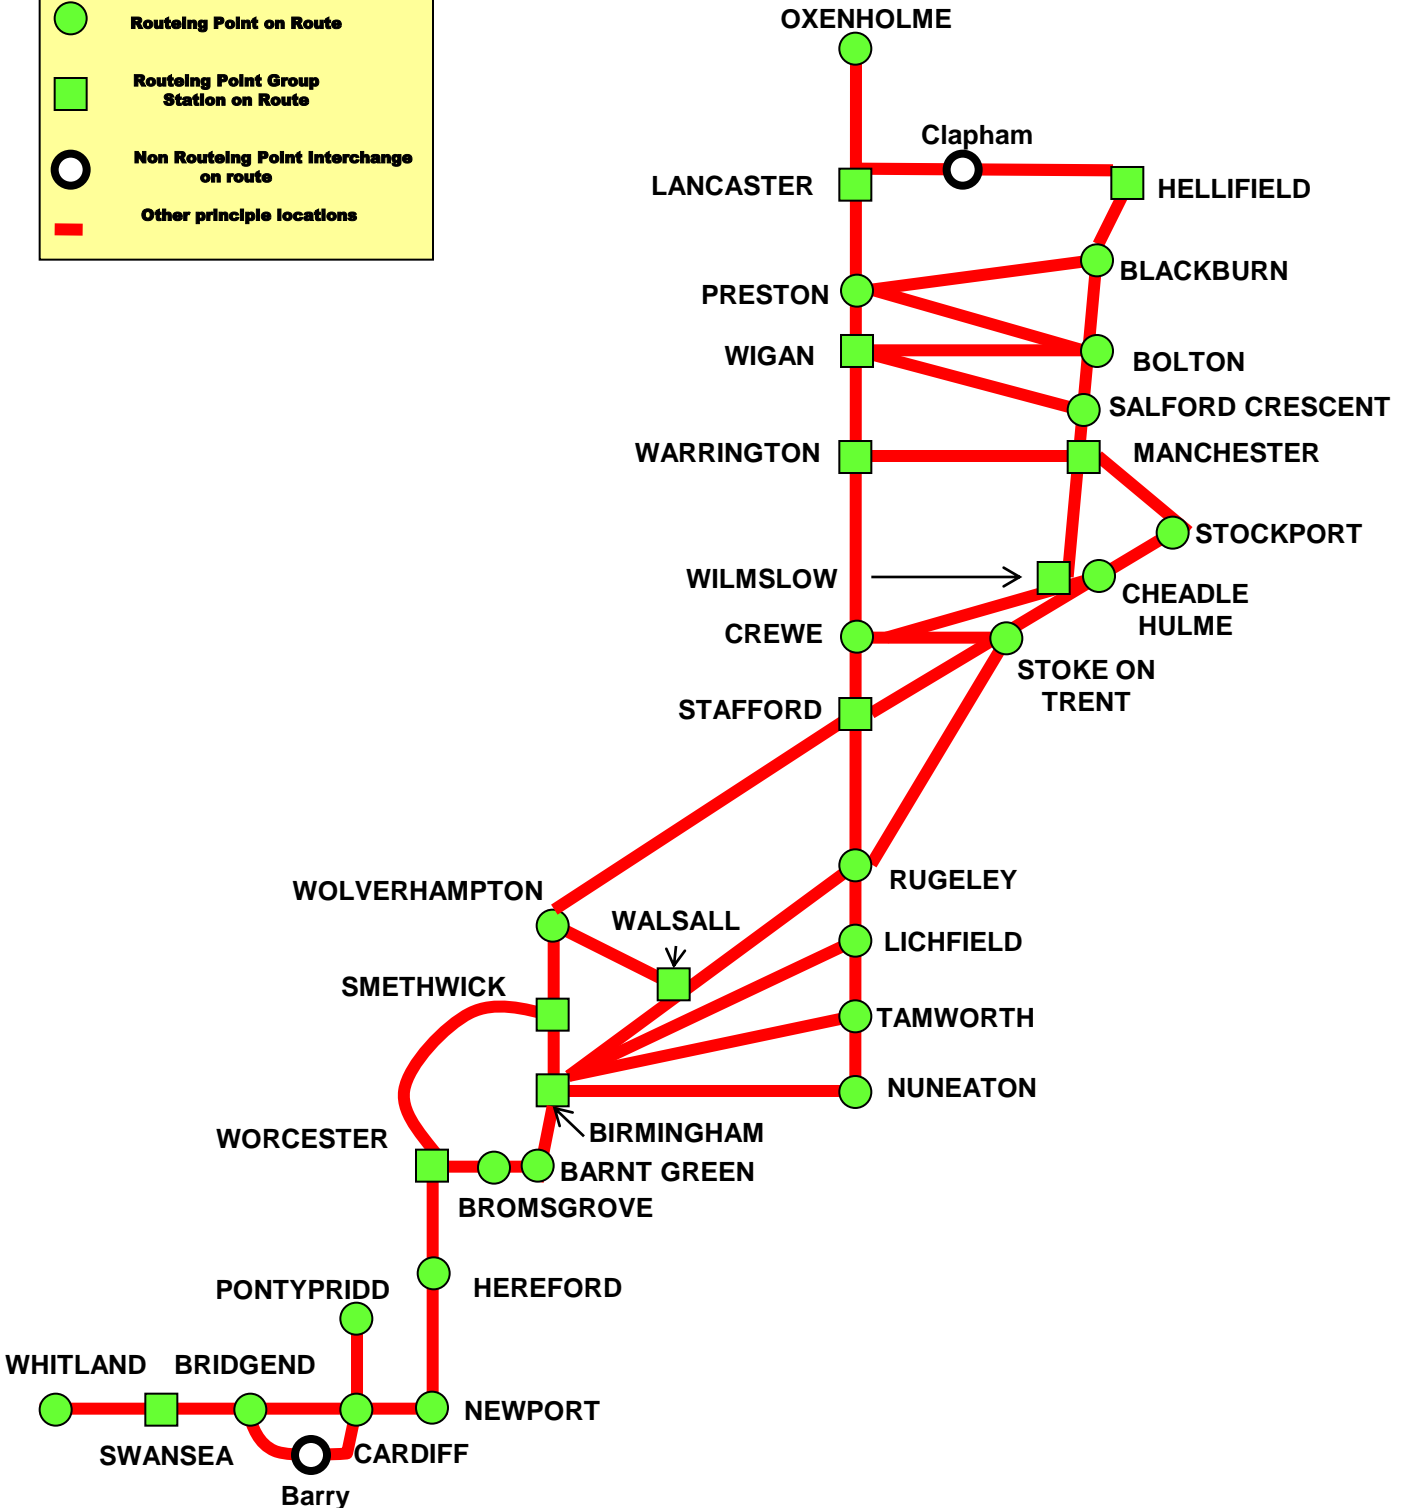 Routeing Point on Route
Routeing Point Group
Station on Route
Non Routeing Point Interchange
on route
Other principle locations
OXENHOLME
Clapham
LANCASTER
HELLIFIELD
BLACKBURN
PRESTON
WIGAN
BOLTON
SALFORD CRESCENT
WARRINGTON
MANCHESTER
STOCKPORT
WILMSLOW
CHEADLE
HULME
CREWE
STOKE ON
TRENT
STAFFORD
RUGELEY
WOLVERHAMPTON
WALSALL
LICHFIELD
SMETHWICK
TAMWORTH
NUNEATON
BIRMINGHAM
WORCESTER
BARNT GREEN
BROMSGROVE
HEREFORD
PONTYPRIDD
WHITLAND
BRIDGEND
NEWPORT
SWANSEA
CARDIFF
Barry